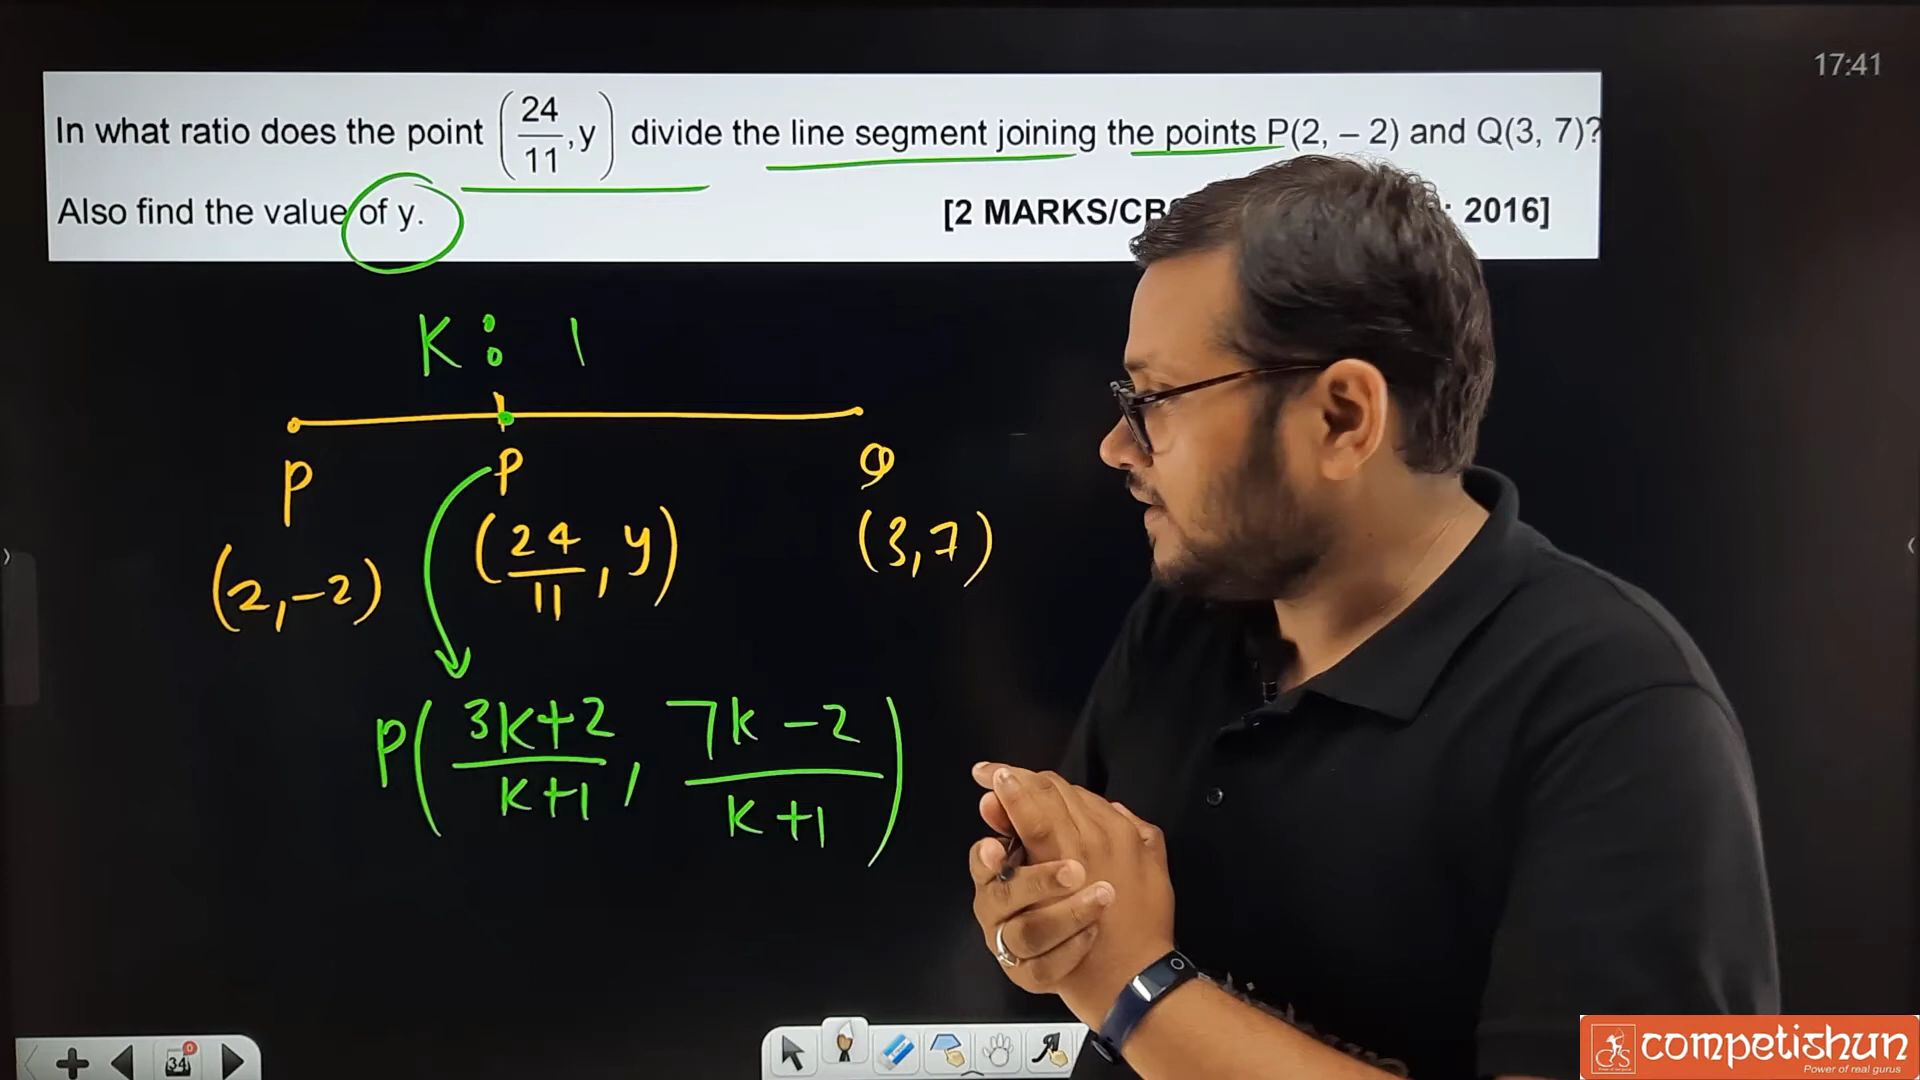 17:41
In what ratio does the point (24/11, y) divide the line segment joining the points P(2, – 2) and Q(3, 7)?
Also find the value of y. [2 MARKS/CB : 2016]
K : 1
P P Q
(2,-2) (24/11, y) (3,7)
P(3K+2/K+1, 7K-2/K+1)
34
0
competishun
Power of real gurus